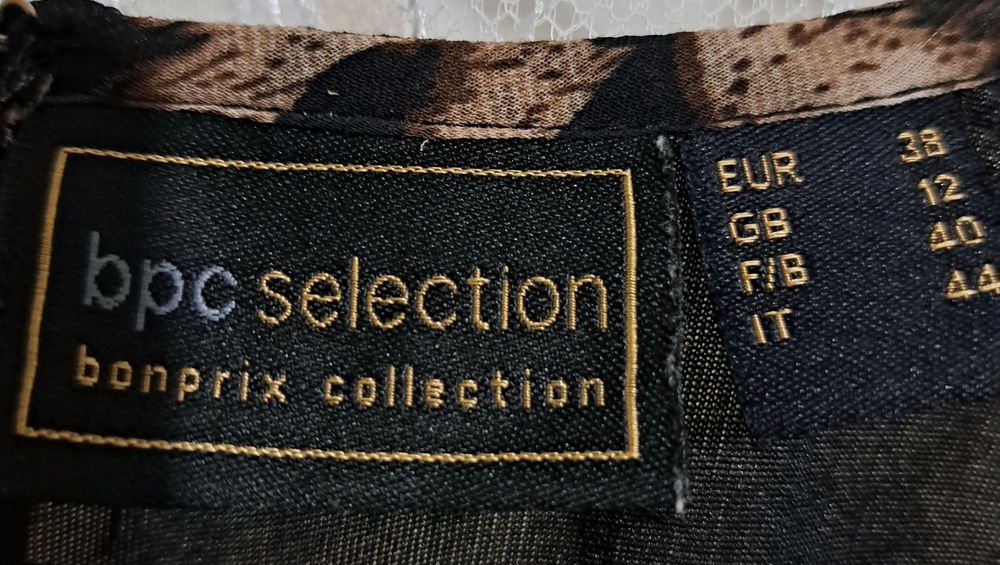 bpc selection
bonprix collection
EUR 38
GB 12
F/B 40
IT 44